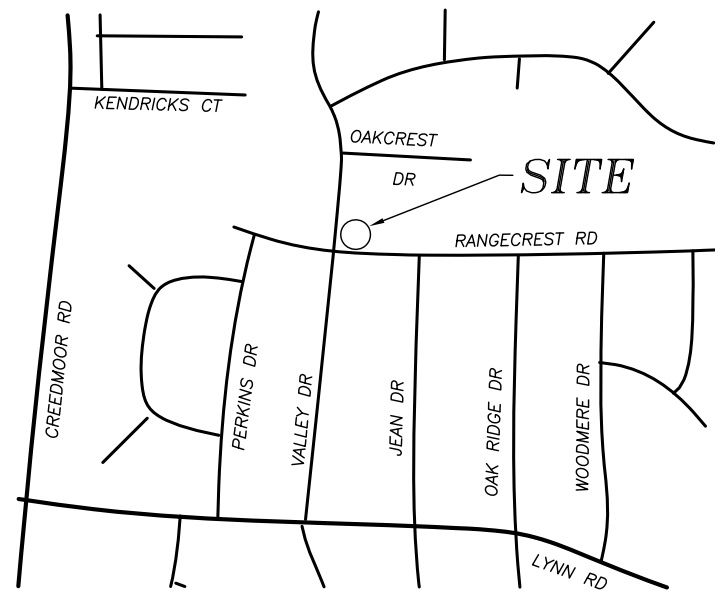 KENDRICKS CT
OAKCREST
DR
SITE
RANGECREST RD
CREEDMOOR RD
PERKINS DR
VALLEY DR
JEAN DR
OAK RIDGE DR
WOODMERE DR
LYNN RD